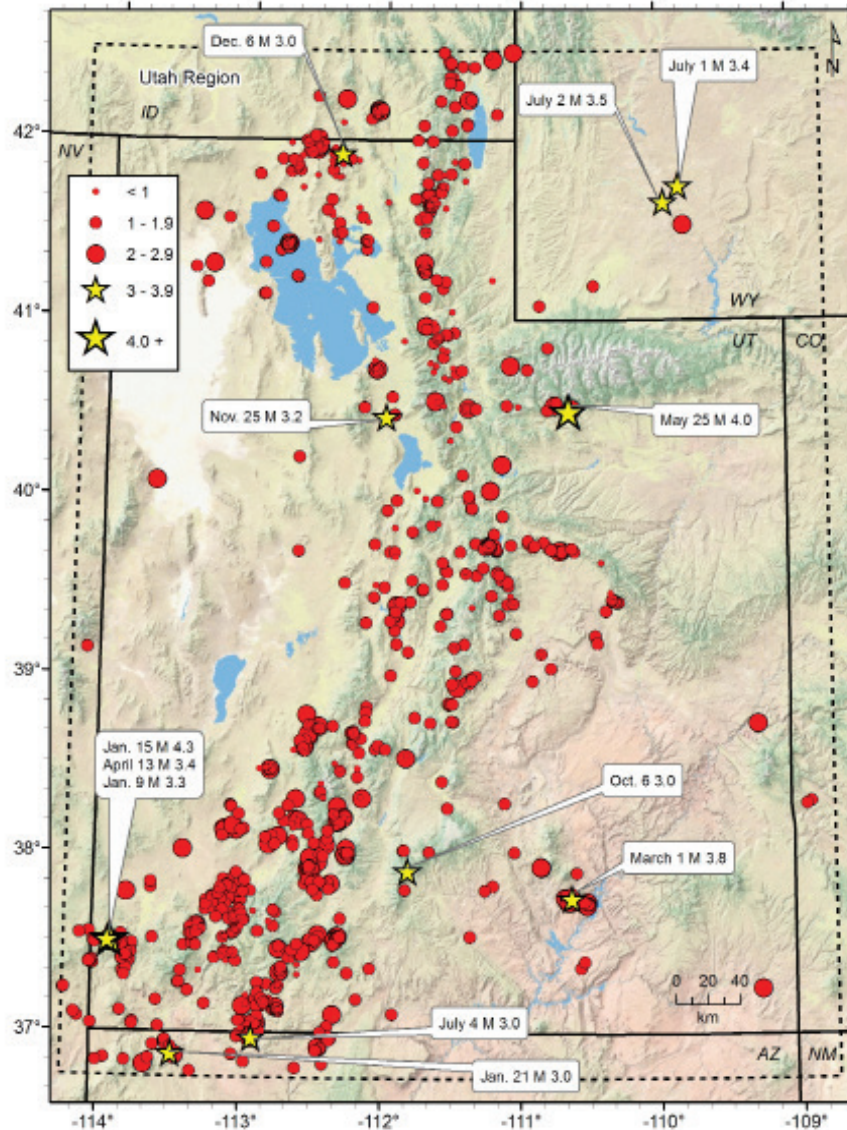 Dec. 6 M 3.0
N
Utah Region
July 1 M 3.4
July 2 M 3.5
ID
42°
NV
< 1
1 - 1.9
2 - 2.9
3 - 3.9
4.0 +
41°
WY
UT
CO
Nov. 25 M 3.2
May 25 M 4.0
40°
39°
Jan. 15 M 4.3
April 13 M 3.4
Jan. 9 M 3.3
Oct. 6 3.0
38°
March 1 M 3.8
0 20 40
km
37°
July 4 M 3.0
AZ
NM
Jan. 21 M 3.0
-114° -113° -112° -111° -110° -109°